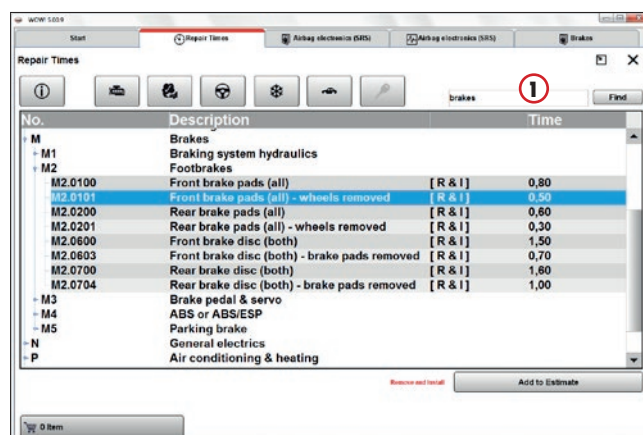 WOW! 5.00.9
Start Repair Times Airbag electronics (SRS) Airbag electronics (SRS) Brakes
Repair Times
brakes 1 Find
No. Description Time
M Brakes
M1 Braking system hydraulics
M2 Footbrakes
M2.0100 Front brake pads (all) [ R & I ] 0,80
M2.0101 Front brake pads (all) - wheels removed [ R & I ] 0,50
M2.0200 Rear brake pads (all) [ R & I ] 0,60
M2.0201 Rear brake pads (all) - wheels removed [ R & I ] 0,30
M2.0600 Front brake disc (both) [ R & I ] 1,50
M2.0603 Front brake disc (both) - brake pads removed [ R & I ] 0,70
M2.0700 Rear brake disc (both) [ R & I ] 1,60
M2.0704 Rear brake disc (both) - brake pads removed [ R & I ] 1,00
M3 Brake pedal & servo
M4 ABS or ABS/ESP
M5 Parking brake
N General electrics
P Air conditioning & heating
Remove and Install Add to Estimate
0 Item